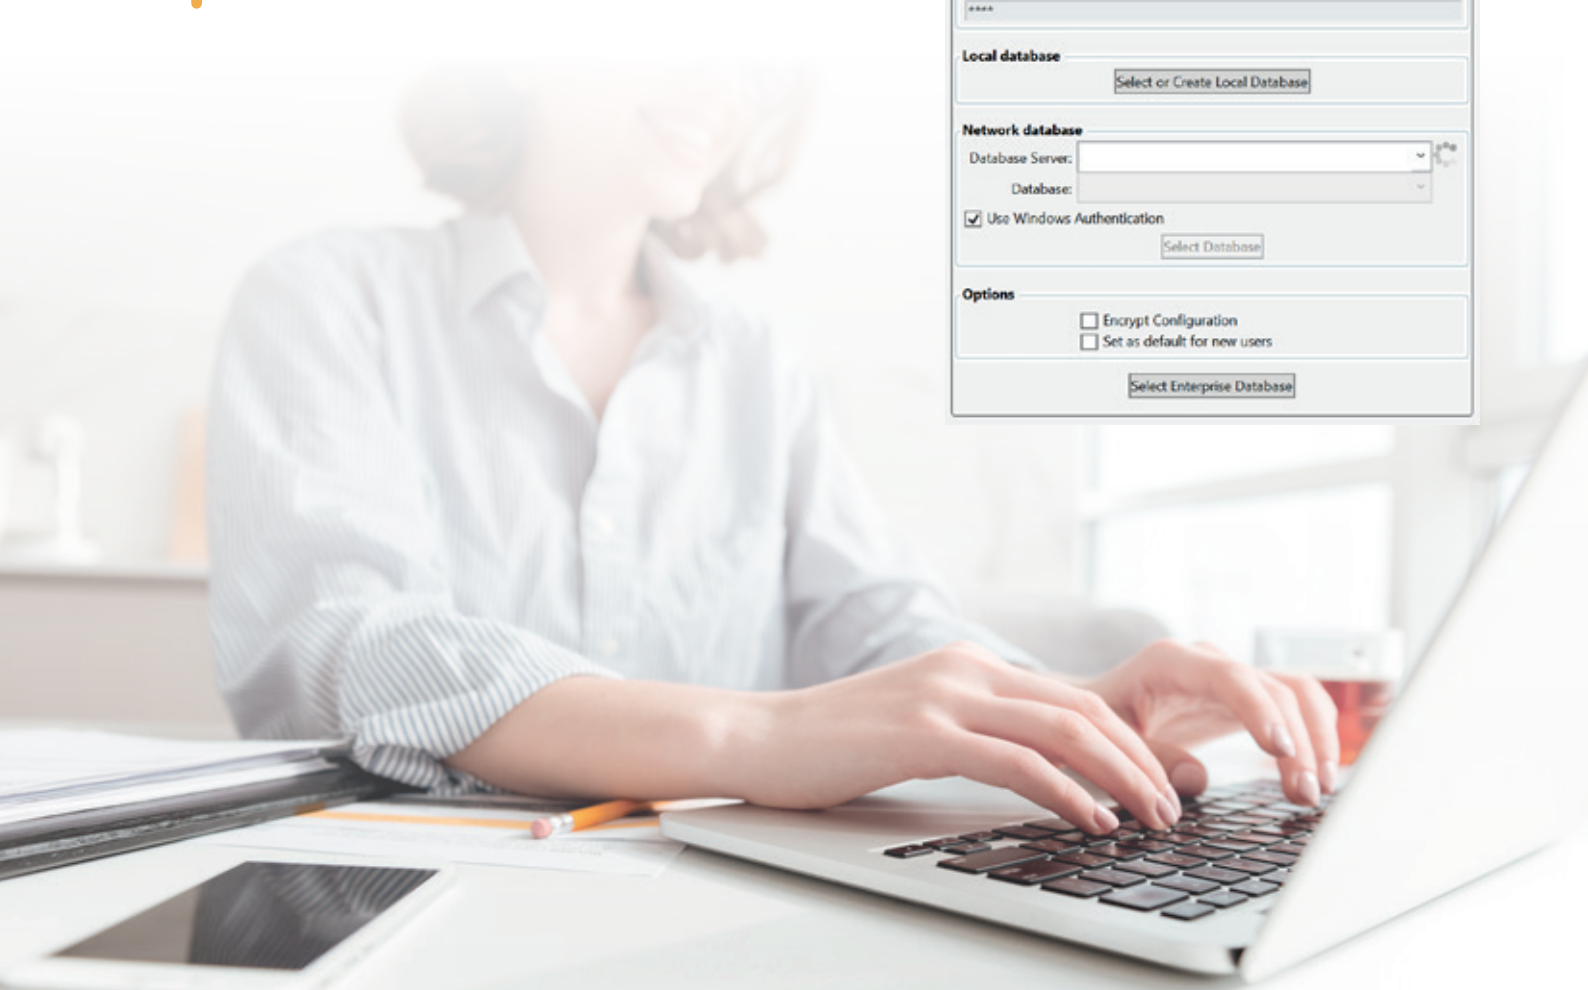 ****
Local database
Select or Create Local Database
Network database
Database Server:
Database:
Use Windows Authentication
Select Database
Options
Encrypt Configuration
Set as default for new users
Select Enterprise Database